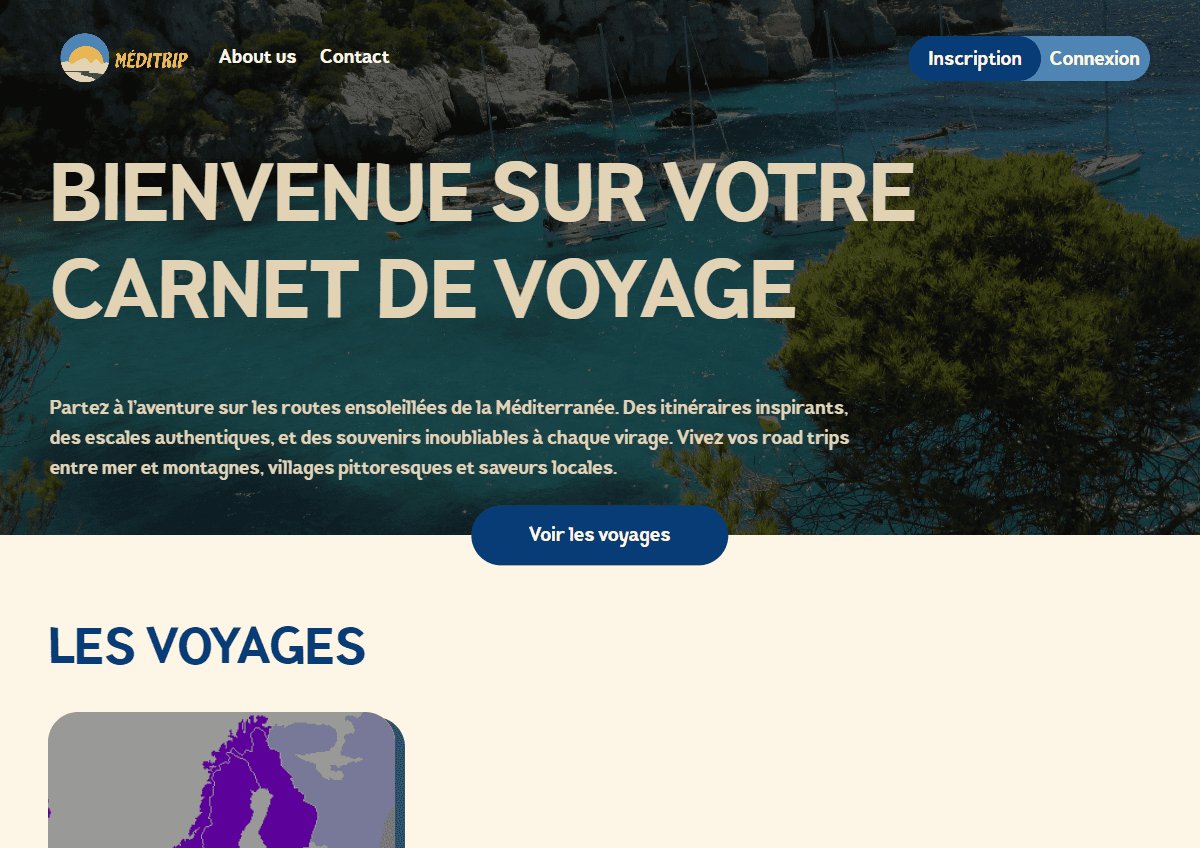 MÉDITRIP
About us
Contact
Inscription
Connexion
BIENVENUE SUR VOTRE
CARNET DE VOYAGE
Partez à l'aventure sur les routes ensoleillées de la Méditerranée. Des itinéraires inspirants,
des escales authentiques, et des souvenirs inoubliables à chaque virage. Vivez vos road trips
entre mer et montagnes, villages pittoresques et saveurs locales.
Voir les voyages
LES VOYAGES